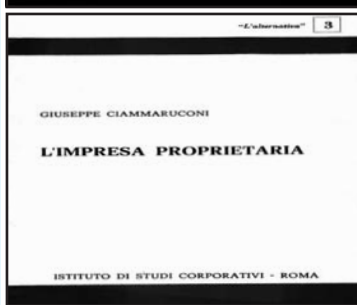 "L'alternativa" 3
GIUSEPPE CIAMMARUCONI
L'IMPRESA PROPRIETARIA
ISTITUTO DI STUDI CORPORATIVI - ROMA